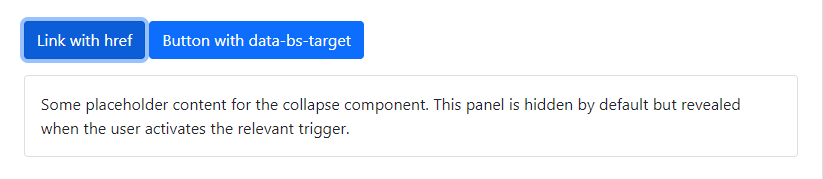 Link with href Button with data-bs-target
Some placeholder content for the collapse component. This panel is hidden by default but revealed
when the user activates the relevant trigger.